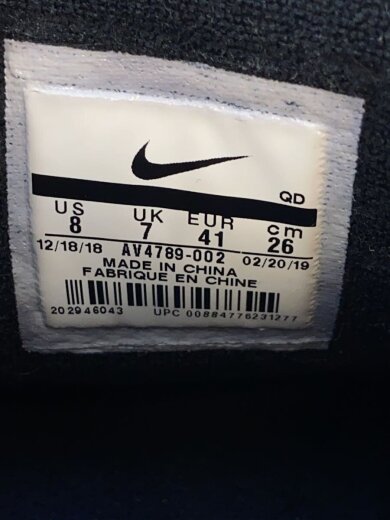 QD
US UK EUR cm
8 7 41 26
12/18/18 AV4789-002 02/20/19
MADE IN CHINA
FABRIQUE EN CHINE
202946043 UPC 00884776231277